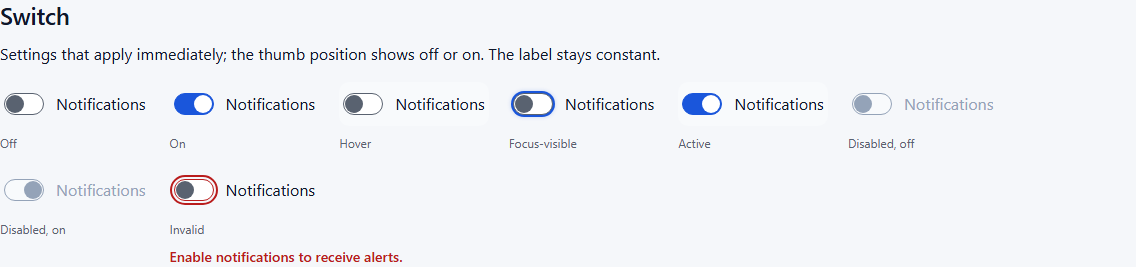 Switch
Settings that apply immediately; the thumb position shows off or on. The label stays constant.
Notifications Notifications Notifications Notifications Notifications Notifications
Off On Hover Focus-visible Active Disabled, off
Notifications Notifications
Disabled, on Invalid
Enable notifications to receive alerts.